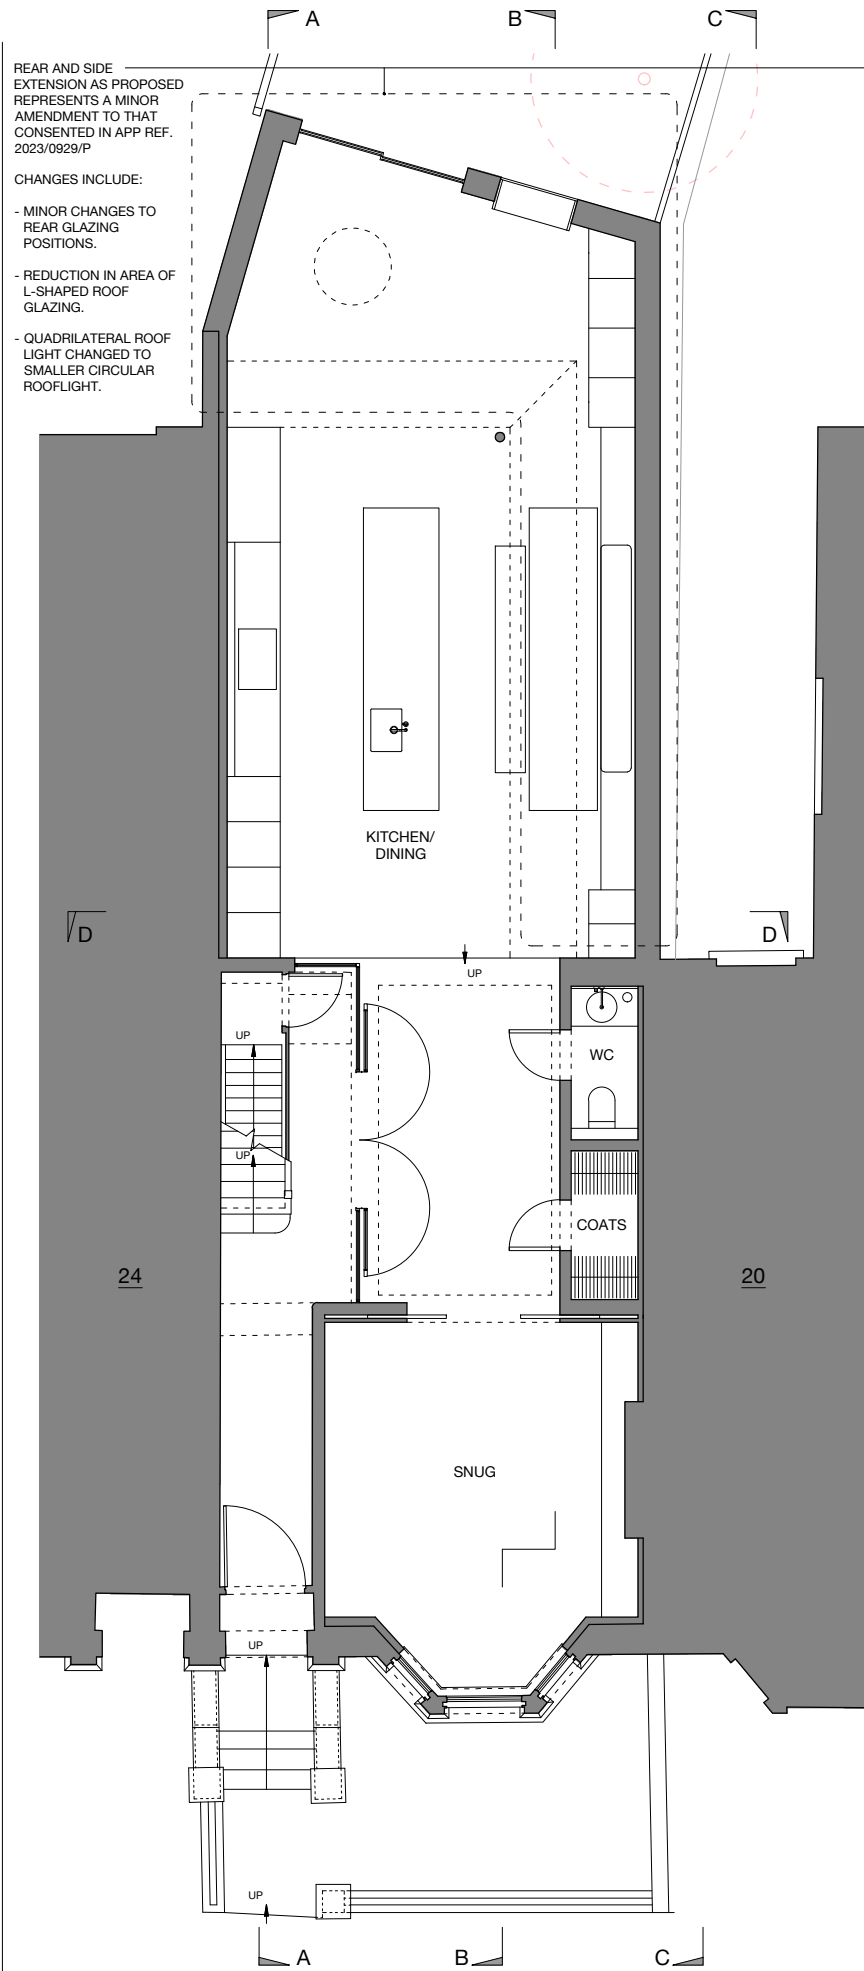 A
B
C
REAR AND SIDE
EXTENSION AS PROPOSED
REPRESENTS A MINOR
AMENDMENT TO THAT
CONSENTED IN APP REF.
2023/0929/P
CHANGES INCLUDE:
- MINOR CHANGES TO
REAR GLAZING
POSITIONS.
- REDUCTION IN AREA OF
L-SHAPED ROOF
GLAZING.
- QUADRILATERAL ROOF
LIGHT CHANGED TO
SMALLER CIRCULAR
ROOFLIGHT.
KITCHEN/
DINING
D
D
UP
UP
WC
UP
COATS
24
20
SNUG
UP
UP
A
B
C